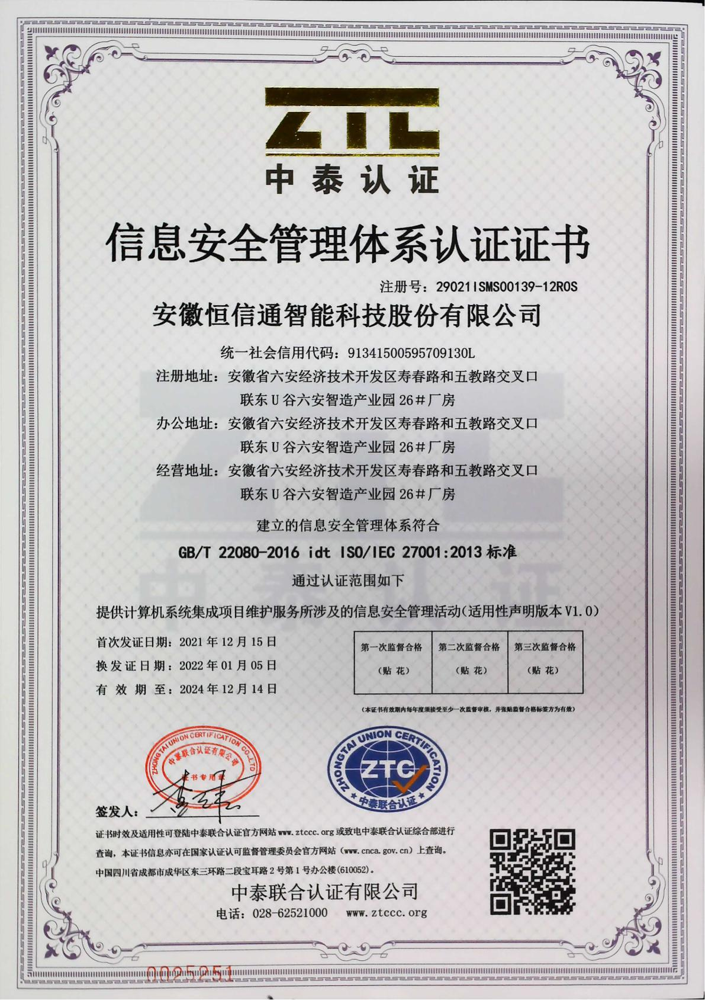 ZTC
中泰认证
信息安全管理体系认证证书
注册号：29021ISMS00139-12R0S
安徽恒信通智能科技股份有限公司
统一社会信用代码：91341500595709130L
注册地址：安徽省六安经济技术开发区寿春路和五教路交叉口
联东U谷六安智造产业园26#厂房
办公地址：安徽省六安经济技术开发区寿春路和五教路交叉口
联东U谷六安智造产业园26#厂房
经营地址：安徽省六安经济技术开发区寿春路和五教路交叉口
联东U谷六安智造产业园26#厂房
建立的信息安全管理体系符合
GB/T 22080-2016 idt ISO/IEC 27001:2013 标准
通过认证范围如下
提供计算机系统集成项目维护服务所涉及的信息安全管理活动(适用性声明版本V1.0)
首次发证日期：2021年12月15日
换发证日期：2022年01月05日
有效期至：2024年12月14日
第一次监督合格 第二次监督合格 第三次监督合格
（贴 花） （贴 花） （贴 花）
（本证书有效期内每年度须接受至少一次监督审核，并张贴监督合格标签方为有效）
ZHONGTAI UNION CERTIFICATION CO.,LTD
中泰联合认证有限公司
证书专用章
ZHONGTAI UNION CERTIFICATION
ZTC
中泰联合认证
签发人：
证书时效及适用性可登陆中泰联合认证官方网站www.ztccc.org或致电中泰联合认证综合部进行
查询，本证书信息亦可在国家认证认可监督管理委员会官方网站（www.cnca.gov.cn）上查询。
中国四川省成都市成华区东三环路二段宝耳路2号第1号办公楼(610052)。
中泰联合认证有限公司
电话：028-62521000 www.ztccc.org
0025251